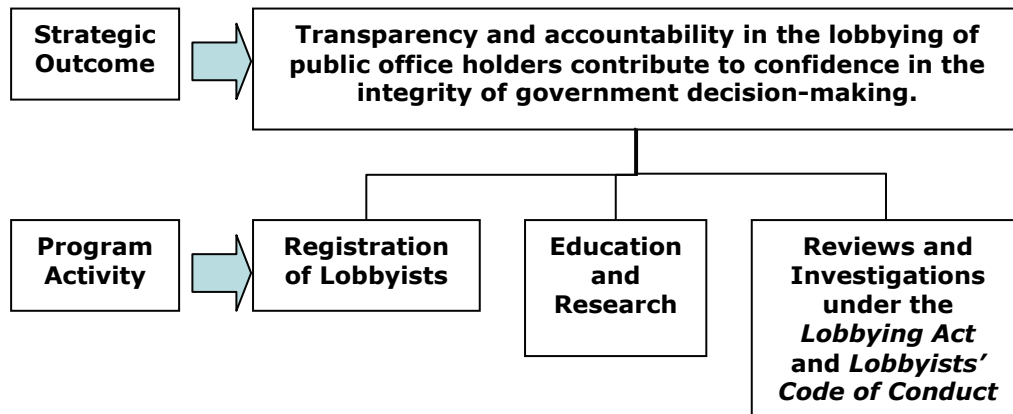 Strategic
Outcome
Transparency and accountability in the lobbying of
public office holders contribute to confidence in the
integrity of government decision-making.
Program
Activity
Registration
of Lobbyists
Education
and
Research
Reviews and
Investigations
under the
Lobbying Act
and Lobbyists’
Code of Conduct